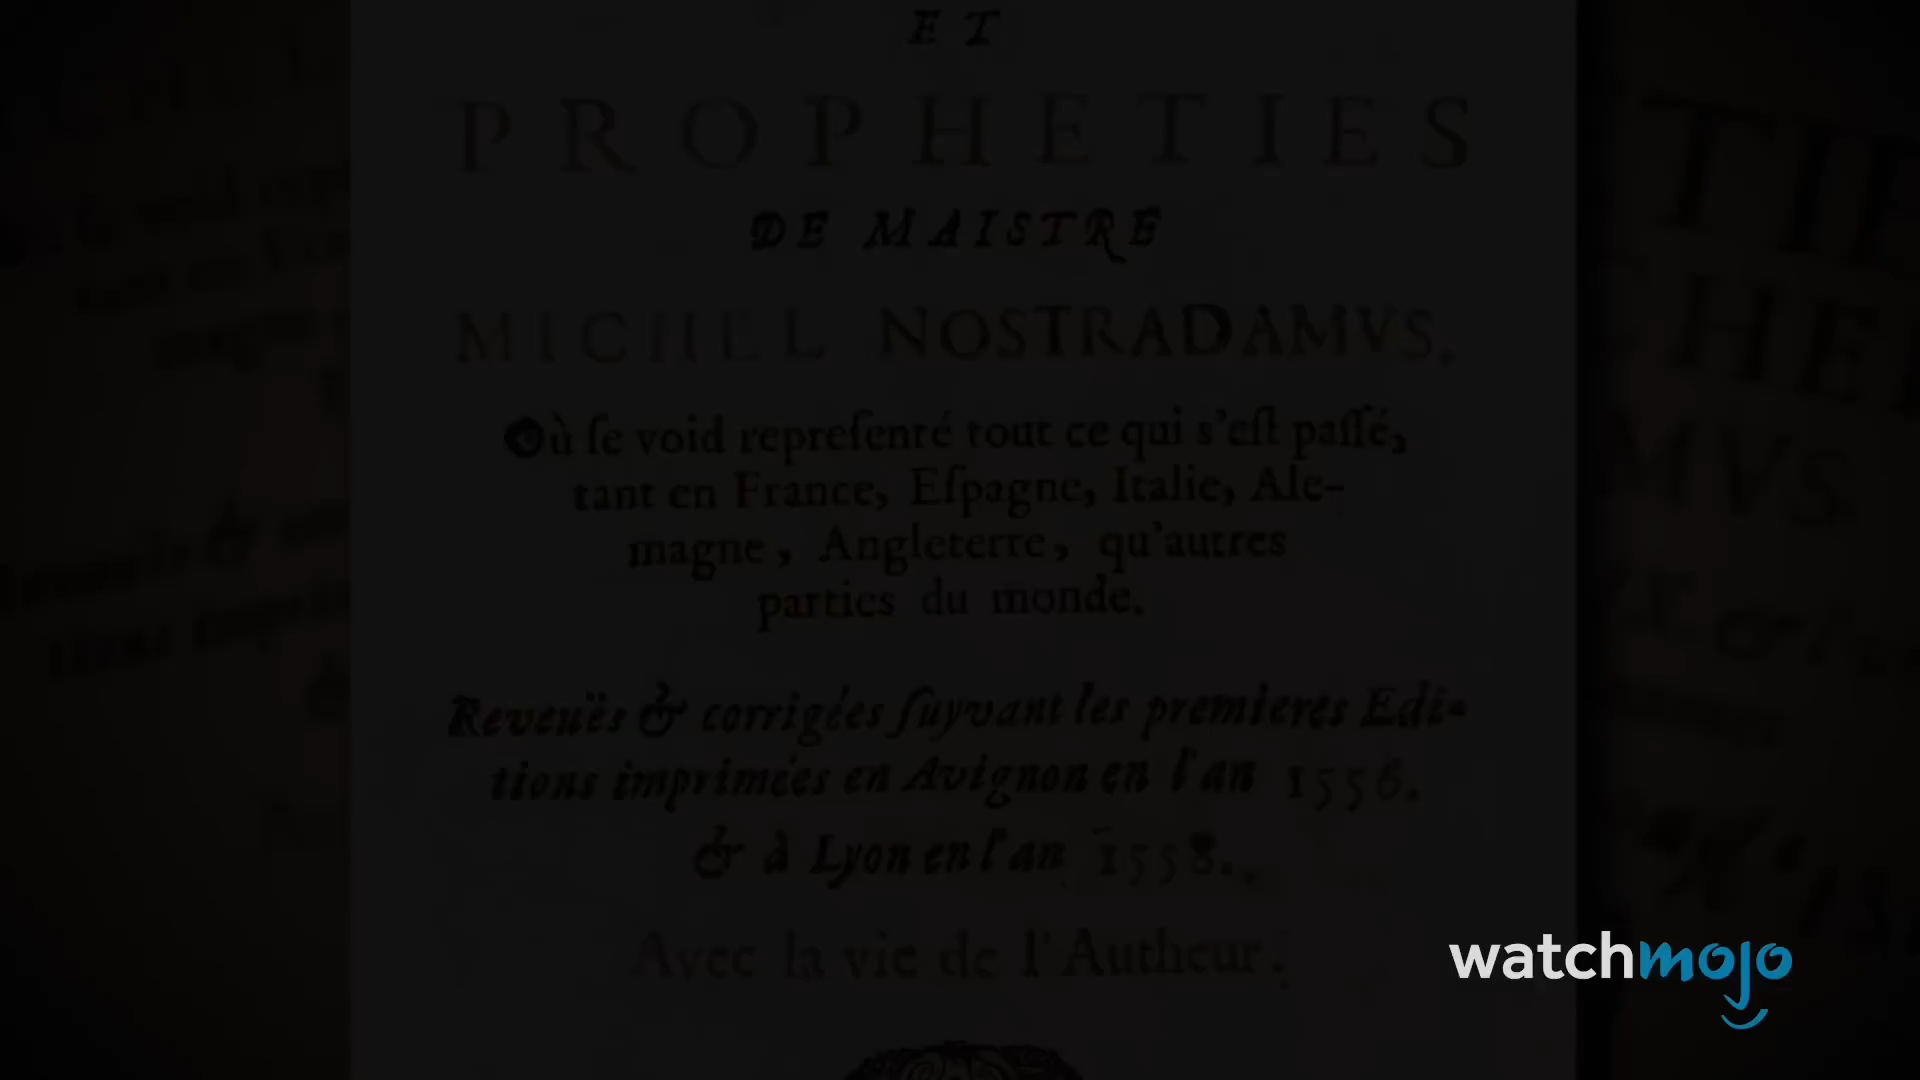 ET
PROPHETIES
DE MAISTRE
MICHEL NOSTRADAMVS.
Où ſe void repreſenté tout ce qui s'eſt paſſé,
tant en France, Eſpagne, Italie, Ale-
magne, Angleterre, qu'autres
parties du monde.
Reveuës & corrigées ſuyvant les premieres Edi-
tions imprimées en Avignon en l'an 1556.
& à Lyon en l'an 1558.
Avec la vie de l'Autheur.
watchmojo